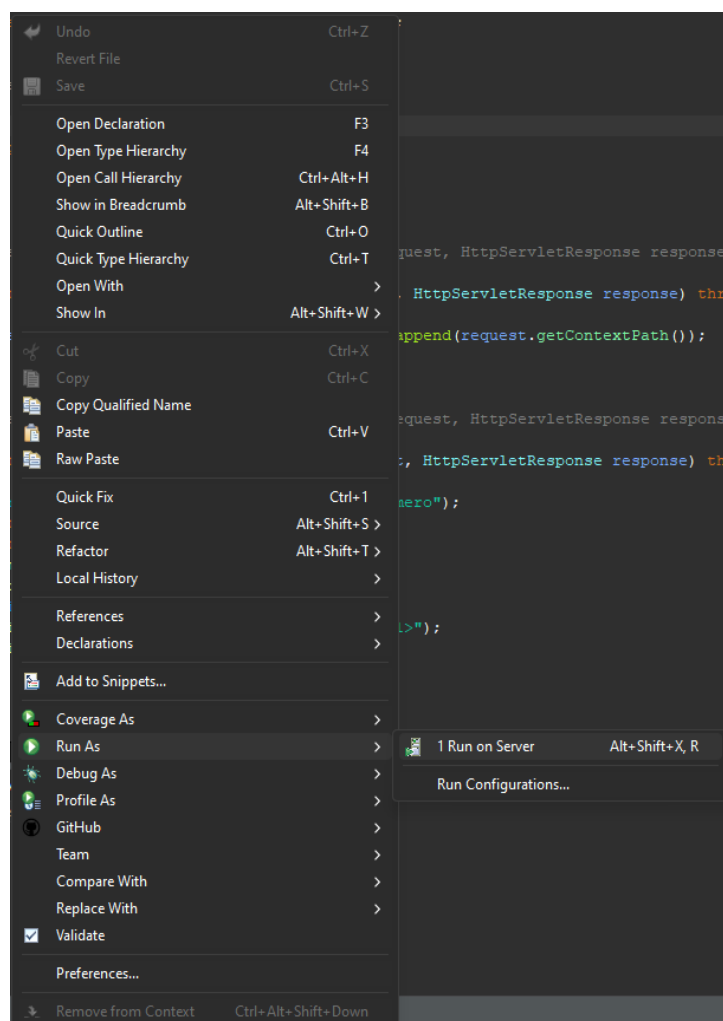 Undo Ctrl+Z
;
Revert File
Save Ctrl+S
Open Declaration F3
Open Type Hierarchy F4
Open Call Hierarchy Ctrl+Alt+H
Show in Breadcrumb Alt+Shift+B
Quick Outline Ctrl+O
quest, HttpServletResponse response
Quick Type Hierarchy Ctrl+T
Open With >
, HttpServletResponse response) thr
Show In Alt+Shift+W >
append(request.getContextPath());
Cut Ctrl+X
Copy Ctrl+C
Copy Qualified Name
equest, HttpServletResponse respons
Paste Ctrl+V
Raw Paste
t, HttpServletResponse response) th
Quick Fix Ctrl+1
mero");
Source Alt+Shift+S >
Refactor Alt+Shift+T >
Local History >
References >
1>");
Declarations >
Add to Snippets...
Coverage As >
Run As >
1 Run on Server Alt+Shift+X, R
Debug As >
Run Configurations...
Profile As >
GitHub >
Team >
Compare With >
Replace With >
Validate
Preferences...
Remove from Context Ctrl+Alt+Shift+Down